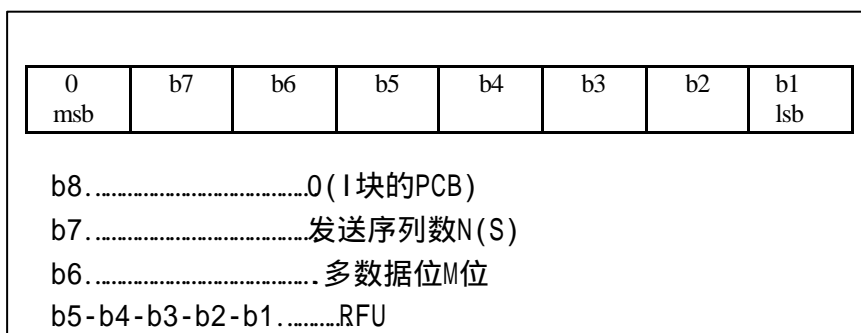 0 b7 b6 b5 b4 b3 b2 b1
msb lsb
b8....................................0(I块的PCB)
b7....................................发送序列数N(S)
b6....................................多数据位M位
b5-b4-b3-b2-b1...........RFU